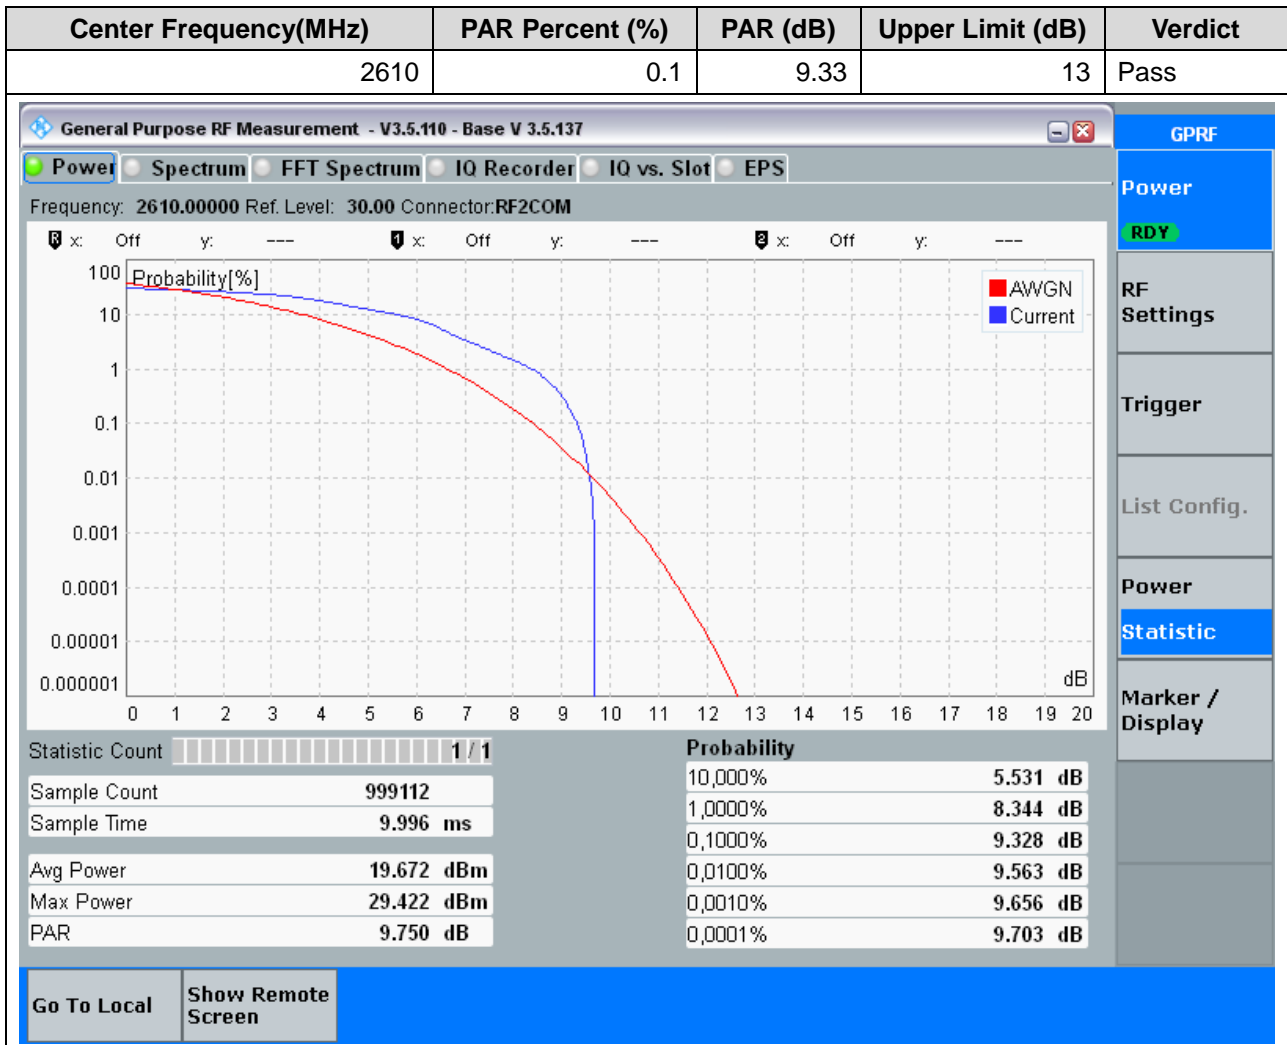 Center Frequency(MHz) PAR Percent (%) PAR (dB) Upper Limit (dB) Verdict
2610 0.1 9.33 13 Pass
General Purpose RF Measurement - V3.5.110 - Base V 3.5.137
GPRF
Power Spectrum FFT Spectrum IQ Recorder IQ vs. Slot EPS
Power
RDY
Frequency: 2610.00000 Ref. Level: 30.00 Connector:RF2COM
R x: Off y: --- 1 x: Off y: --- 2 x: Off y: ---
Probability[%]
AWGN
Current
100
10
1
0.1
0.01
0.001
0.0001
0.00001
0.000001
dB
0 1 2 3 4 5 6 7 8 9 10 11 12 13 14 15 16 17 18 19 20
RF
Settings
Trigger
List Config.
Power
Statistic
Marker /
Display
Statistic Count 1 / 1
Sample Count 999112
Sample Time 9.996 ms
Avg Power 19.672 dBm
Max Power 29.422 dBm
PAR 9.750 dB
Probability
10,000% 5.531 dB
1,0000% 8.344 dB
0,1000% 9.328 dB
0,0100% 9.563 dB
0,0010% 9.656 dB
0,0001% 9.703 dB
Go To Local
Show Remote
Screen